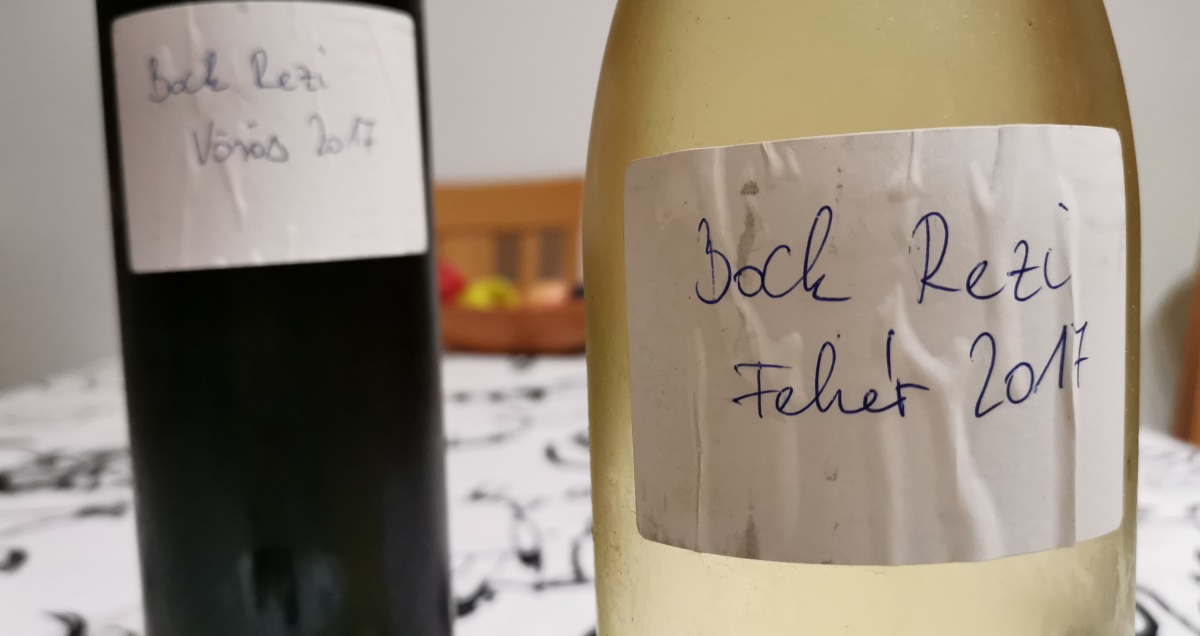 Bock Rezi
Vörös 2017
Bock Rezi
Fehér 2017